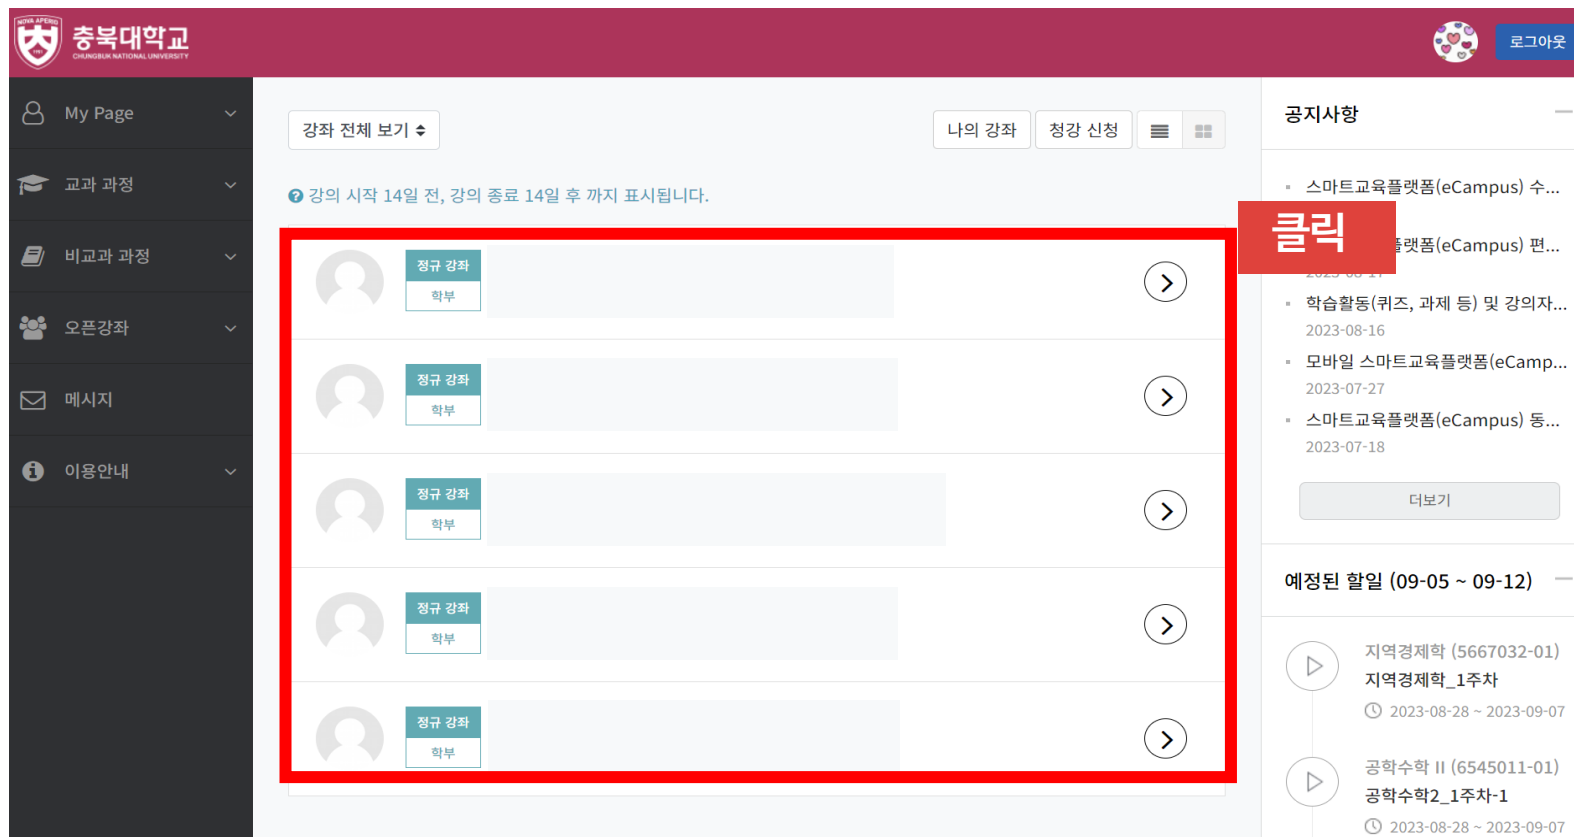 NOVA APERIO
충북대학교
CHUNGBUK NATIONAL UNIVERSITY
로그아웃
My Page
교과 과정
비교과 과정
오픈강좌
메시지
이용안내
강좌 전체 보기
나의 강좌
청강 신청
강의 시작 14일 전, 강의 종료 14일 후 까지 표시됩니다.
정규 강좌
학부
정규 강좌
학부
정규 강좌
학부
정규 강좌
학부
정규 강좌
학부
클릭
공지사항
스마트교육플랫폼(eCampus) 수...
플랫폼(eCampus) 편...
학습활동(퀴즈, 과제 등) 및 강의자...
2023-08-16
모바일 스마트교육플랫폼(eCamp...
2023-07-27
스마트교육플랫폼(eCampus) 동...
2023-07-18
더보기
예정된 할일 (09-05 ~ 09-12)
지역경제학 (5667032-01)
지역경제학_1주차
2023-08-28 ~ 2023-09-07
공학수학 II (6545011-01)
공학수학2_1주차-1
2023-08-28 ~ 2023-09-07